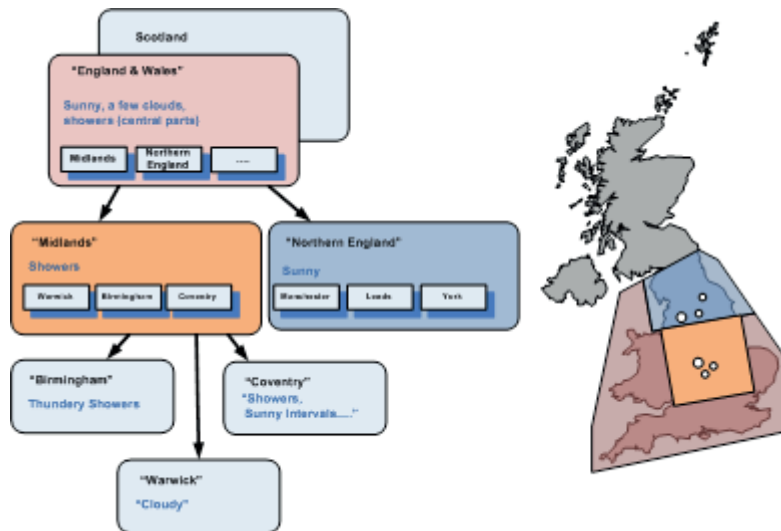 Scotland
"England & Wales"
Sunny, a few clouds,
showers (central parts)
Midlands
Northern
England
.....
"Midlands"
Showers
Warwick
Birmingham
Coventry
"Northern England"
Sunny
Manchester
Leeds
York
"Birmingham"
Thundery Showers
"Coventry"
"Showers,
Sunny Intervals....."
"Warwick"
"Cloudy"